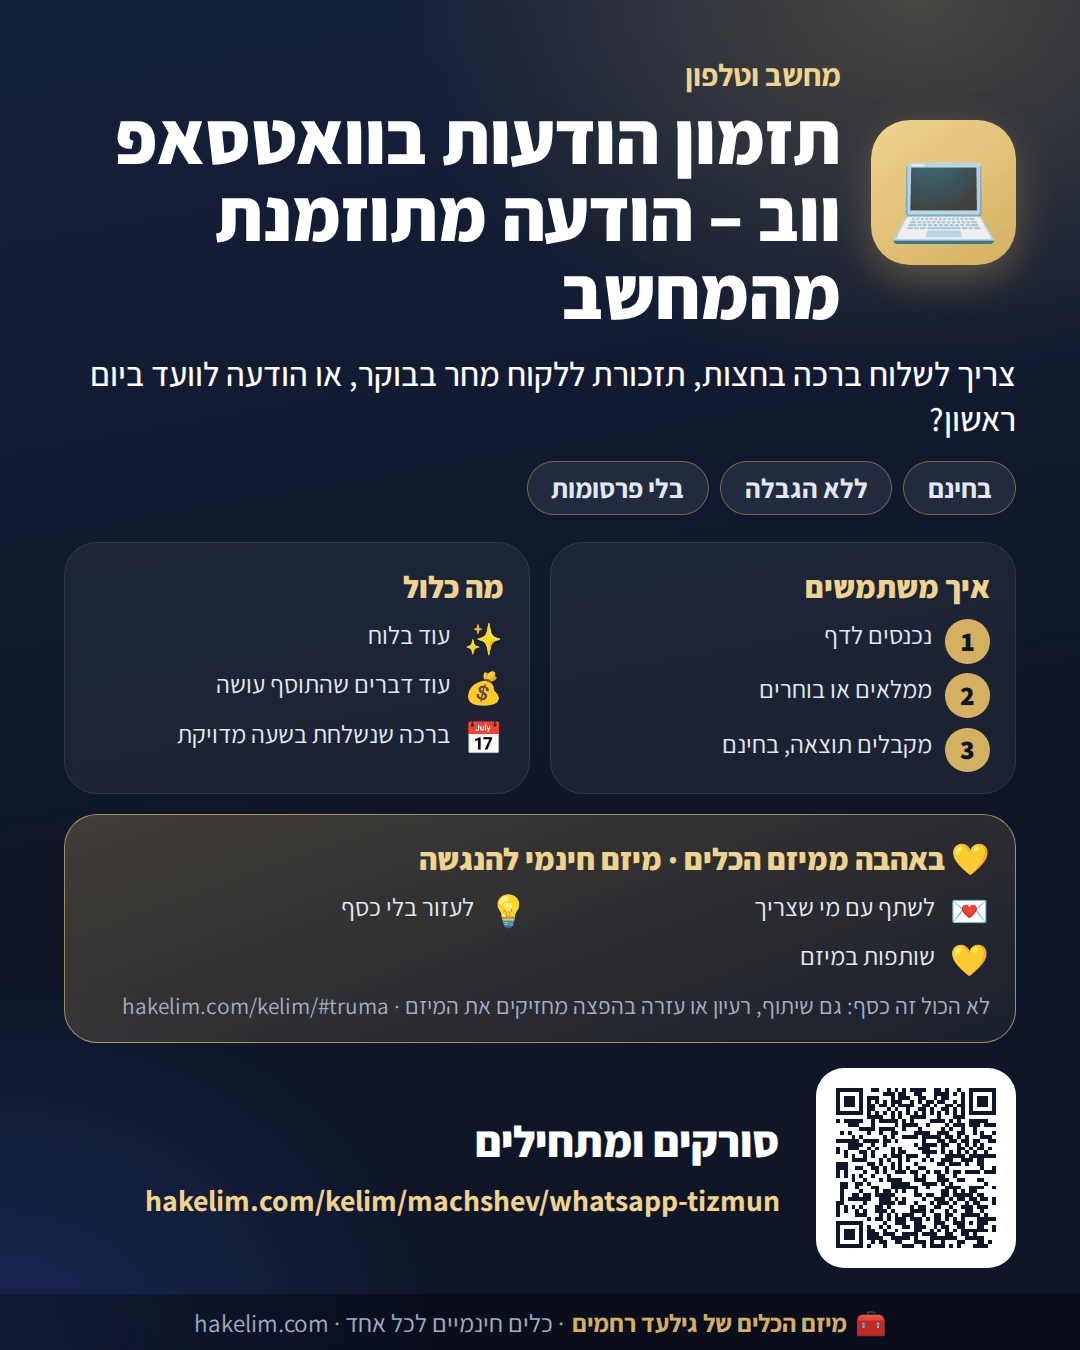 מחשב וטלפון
תזמון הודעות בוואטסאפ
ווב – הודעה מתוזמנת
מהמחשב
צריך לשלוח ברכה בחצות, תזכורת ללקוח מחר בבוקר, או הודעה לוועד ביום
ראשון?
בחינם
ללא הגבלה
בלי פרסומות
איך משתמשים
1 נכנסים לדף
2 ממלאים או בוחרים
3 מקבלים תוצאה, בחינם
מה כלול
עוד בלוח
עוד דברים שהתוסף עושה
ברכה שנשלחת בשעה מדויקת
באהבה ממיזם הכלים · מיזם חינמי להנגשה
לשתף עם מי שצריך
לעזור בלי כסף
שותפות במיזם
לא הכול זה כסף: גם שיתוף, רעיון או עזרה בהפצה מחזיקים את המיזם · hakelim.com/kelim/#truma
סורקים ומתחילים
hakelim.com/kelim/machshev/whatsapp-tizmun
מיזם הכלים של גילעד רחמים · כלים חינמיים לכל אחד · hakelim.com